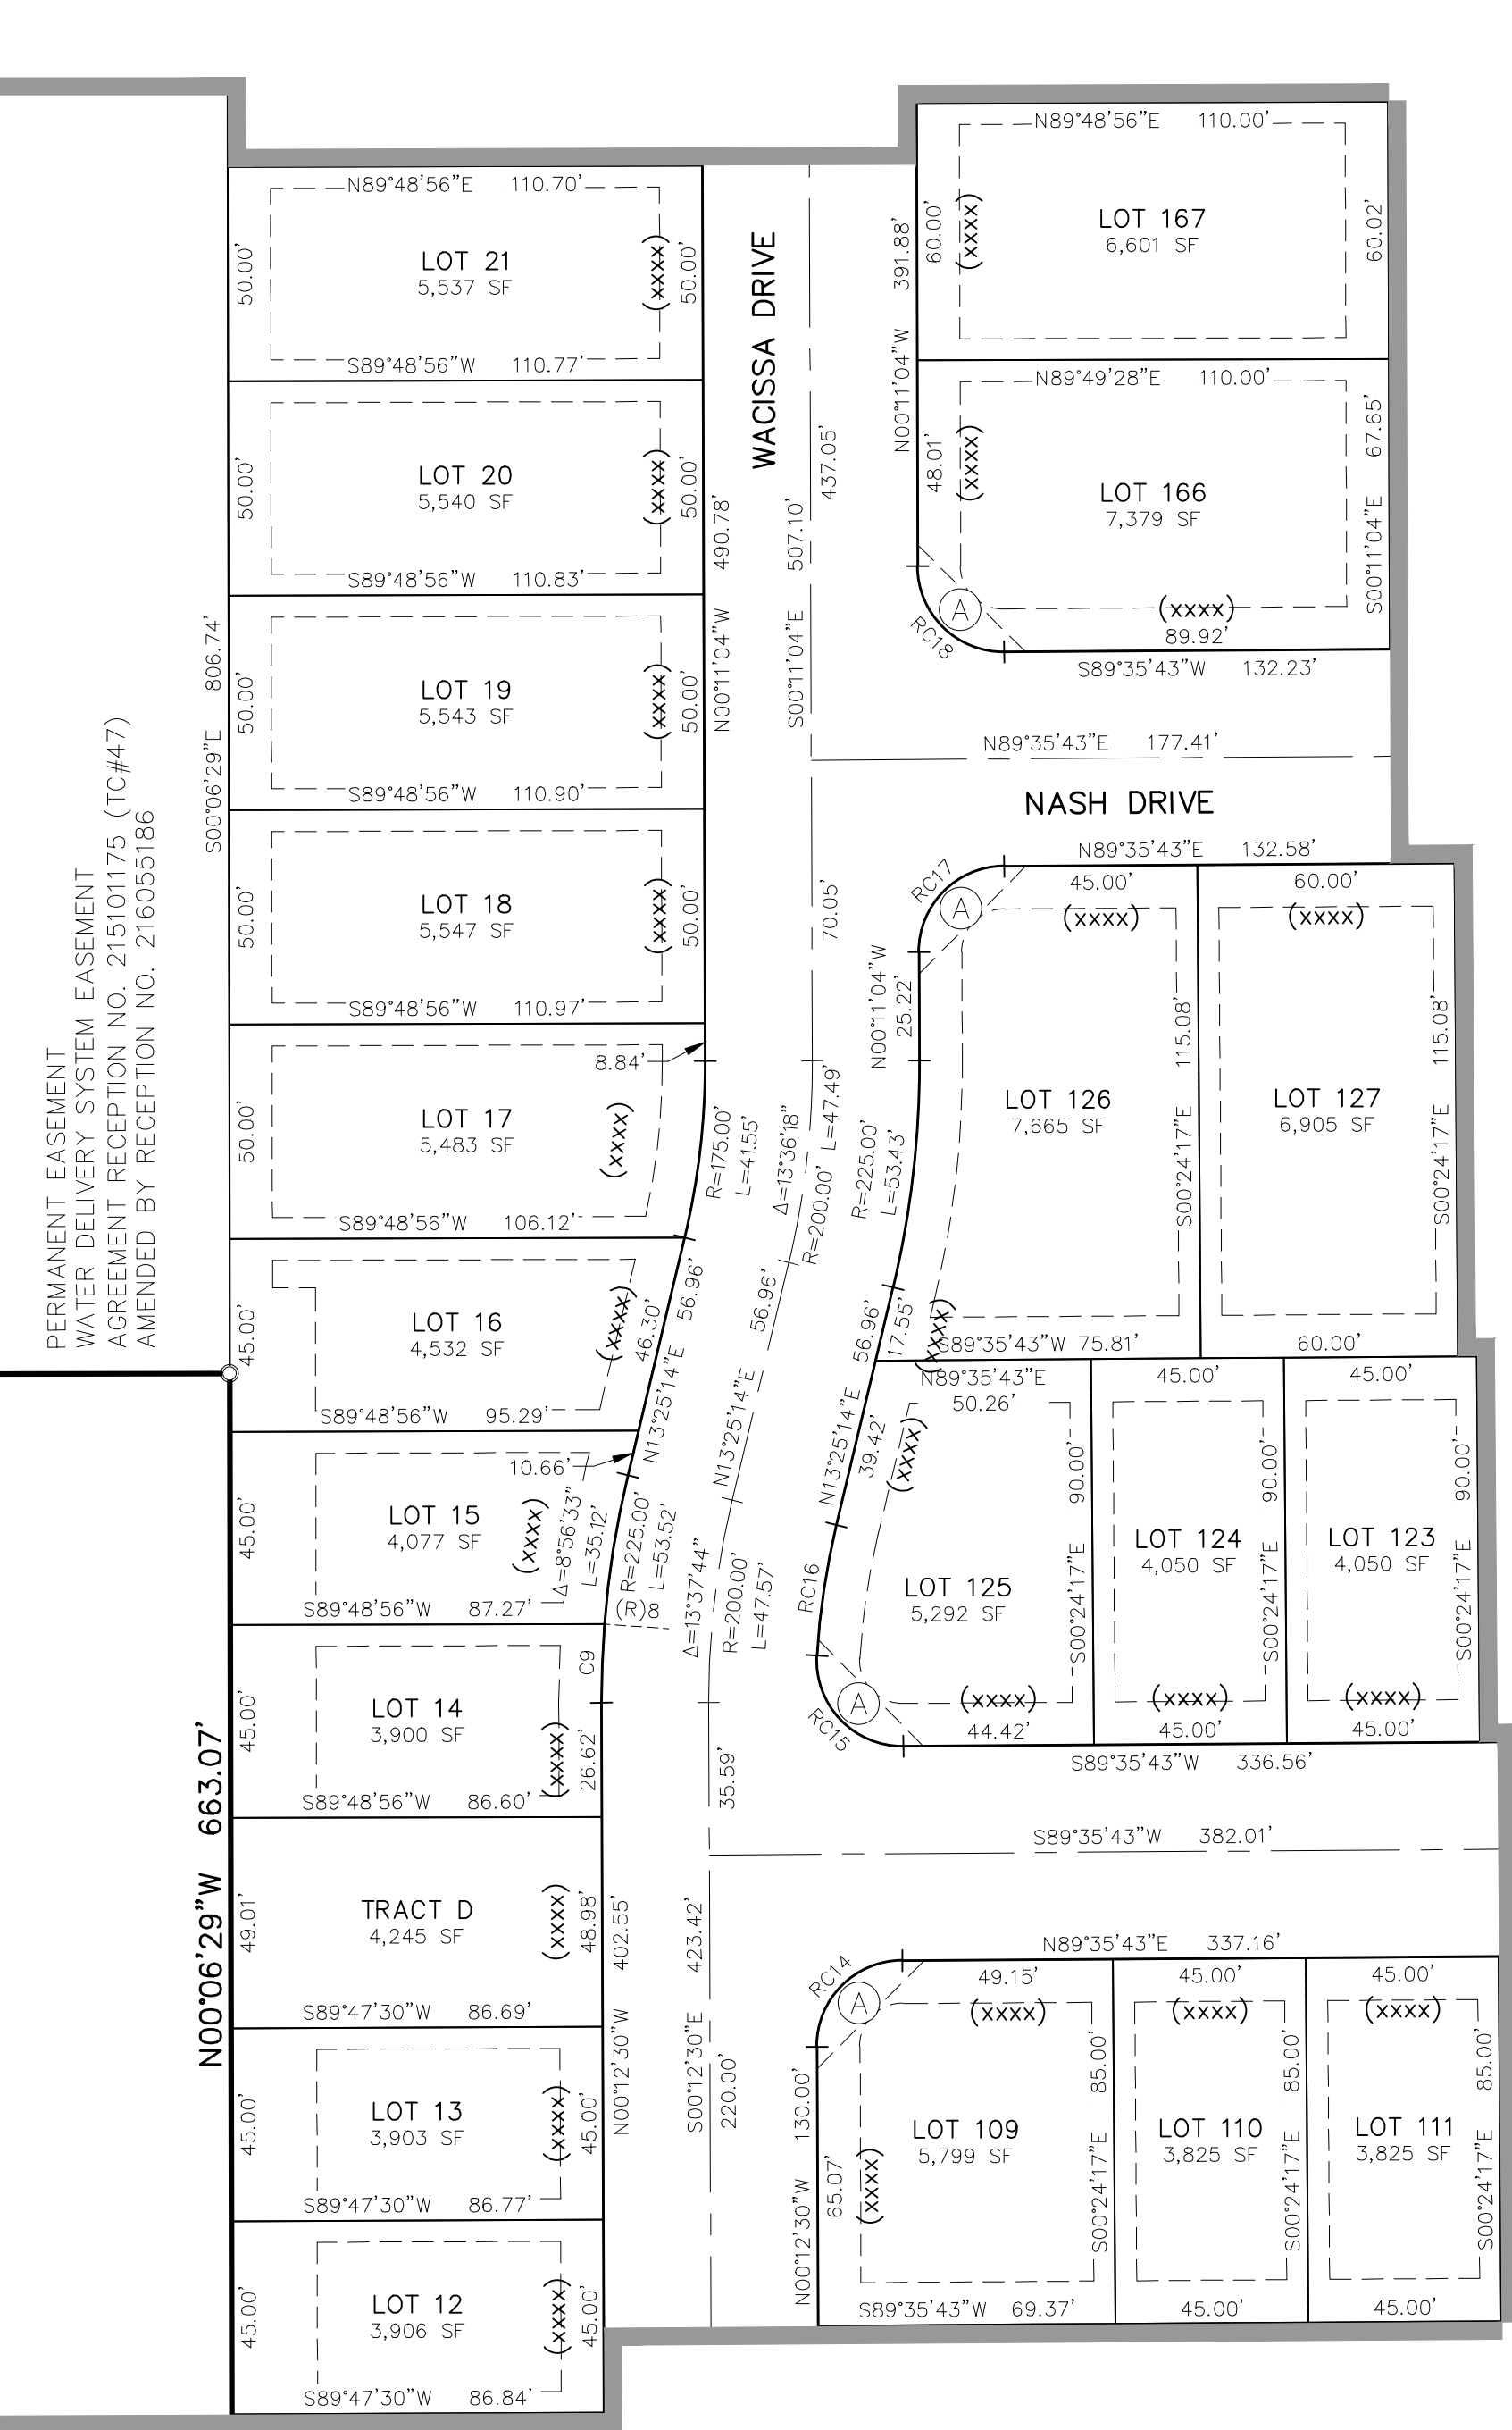 PERMANENT EASEMENT
WATER DELIVERY SYSTEM EASEMENT
AGREEMENT RECEPTION NO. 215101175 (TC#47)
AMENDED BY RECEPTION NO. 216055186
S00°06'29"E 806.74'
N00°06'29"W 663.07'
N89°48'56"E 110.70'
50.00'
LOT 21
5,537 SF
(xxxx)
50.00'
S89°48'56"W 110.77'
50.00'
LOT 20
5,540 SF
(xxxx)
50.00'
S89°48'56"W 110.83'
50.00'
LOT 19
5,543 SF
(xxxx)
50.00'
S89°48'56"W 110.90'
50.00'
LOT 18
5,547 SF
(xxxx)
50.00'
S89°48'56"W 110.97'
8.84'
50.00'
LOT 17
5,483 SF
(xxxx)
S89°48'56"W 106.12'
45.00'
LOT 16
4,532 SF
(xxxx)
46.30'
S89°48'56"W 95.29'
10.66'
45.00'
LOT 15
4,077 SF
(xxxx)
Δ=8°56'33"
L=35.12'
S89°48'56"W 87.27'
(R)8
45.00'
LOT 14
3,900 SF
(xxxx)
C9
26.62'
S89°48'56"W 86.60'
49.01'
TRACT D
4,245 SF
(xxxx)
48.98'
S89°47'30"W 86.69'
45.00'
LOT 13
3,903 SF
(xxxx)
45.00'
S89°47'30"W 86.77'
45.00'
LOT 12
3,906 SF
(xxxx)
45.00'
S89°47'30"W 86.84'
WACISSA DRIVE
N00°11'04"W 490.78'
S00°11'04"E 507.10'
437.05'
70.05'
R=175.00'
L=41.55'
Δ=13°36'18"
R=200.00' L=47.49'
R=225.00'
L=53.43'
N13°25'14"E 56.96'
N13°25'14"E 56.96'
N13°25'14"E 56.96'
R=225.00'
L=53.52'
Δ=13°37'44"
R=200.00'
L=47.57'
35.59'
N00°12'30"W 402.55'
S00°12'30"E 423.42'
220.00'
N89°48'56"E 110.00'
N00°11'04"W 391.88'
60.00'
(xxxx)
LOT 167
6,601 SF
60.02'
N89°49'28"E 110.00'
48.01'
(xxxx)
LOT 166
7,379 SF
S00°11'04"E 67.65'
A
RC18
(xxxx)
89.92'
S89°35'43"W 132.23'
N89°35'43"E 177.41'
NASH DRIVE
N89°35'43"E 132.58'
RC17
A
45.00'
(xxxx)
60.00'
(xxxx)
N00°11'04"W
25.22'
LOT 126
7,665 SF
S00°24'17"E 115.08'
LOT 127
6,905 SF
S00°24'17"E 115.08'
17.55'
(xxxx)
S89°35'43"W 75.81'
60.00'
N89°35'43"E
50.26'
45.00'
45.00'
39.42'
(xxxx)
RC16
LOT 125
5,292 SF
S00°24'17"E 90.00'
LOT 124
4,050 SF
S00°24'17"E 90.00'
LOT 123
4,050 SF
S00°24'17"E 90.00'
A
RC15
(xxxx)
44.42'
(xxxx)
45.00'
(xxxx)
45.00'
S89°35'43"W 336.56'
S89°35'43"W 382.01'
N89°35'43"E 337.16'
RC14
A
49.15'
(xxxx)
45.00'
(xxxx)
45.00'
(xxxx)
N00°12'30"W 130.00'
65.07'
(xxxx)
LOT 109
5,799 SF
S00°24'17"E 85.00'
LOT 110
3,825 SF
S00°24'17"E 85.00'
LOT 111
3,825 SF
S00°24'17"E 85.00'
S89°35'43"W 69.37'
45.00'
45.00'